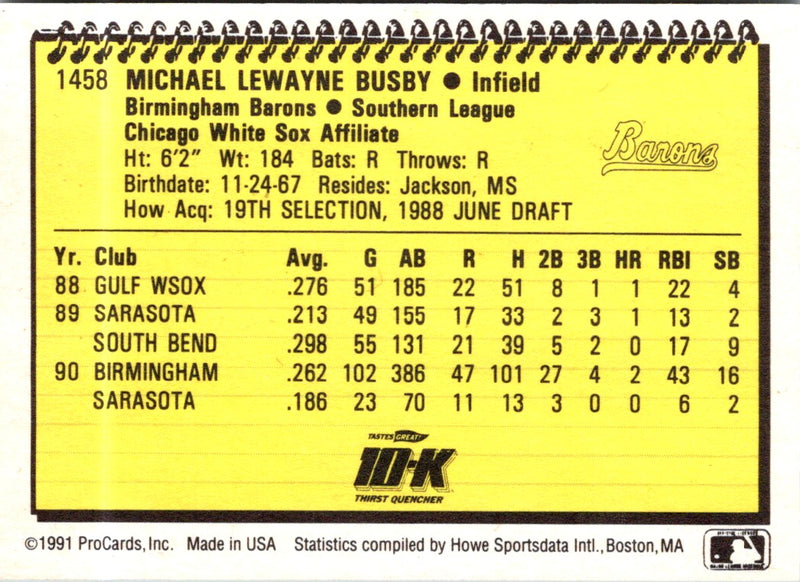 1458 MICHAEL LEWAYNE BUSBY ● Infield
Birmingham Barons ● Southern League
Chicago White Sox Affiliate
Ht: 6'2" Wt: 184 Bats: R Throws: R
Birthdate: 11-24-67 Resides: Jackson, MS
How Acq: 19TH SELECTION, 1988 JUNE DRAFT
Barons
Yr. Club Avg. G AB R H 2B 3B HR RBI SB
88 GULF WSOX .276 51 185 22 51 8 1 1 22 4
89 SARASOTA .213 49 155 17 33 2 3 1 13 2
SOUTH BEND .298 55 131 21 39 5 2 0 17 9
90 BIRMINGHAM .262 102 386 47 101 27 4 2 43 16
SARASOTA .186 23 70 11 13 3 0 0 6 2
TASTES GREAT!
10-K
THIRST QUENCHER
©1991 ProCards, Inc. Made in USA Statistics compiled by Howe Sportsdata Intl., Boston, MA